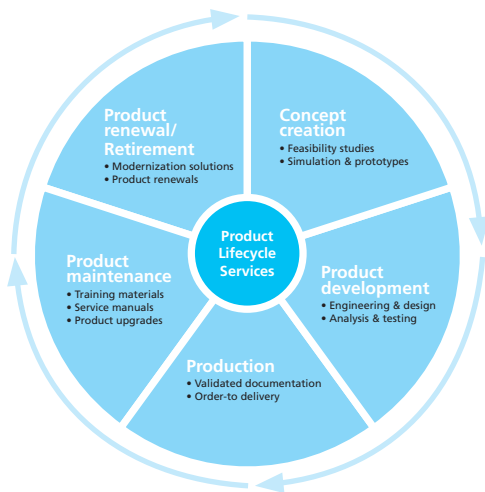 Product
renewal/
Retirement
• Modernization solutions
• Product renewals
Concept
creation
• Feasibility studies
• Simulation & prototypes
Product
Lifecycle
Services
Product
maintenance
• Training materials
• Service manuals
• Product upgrades
Product
development
• Engineering & design
• Analysis & testing
Production
• Validated documentation
• Order-to delivery